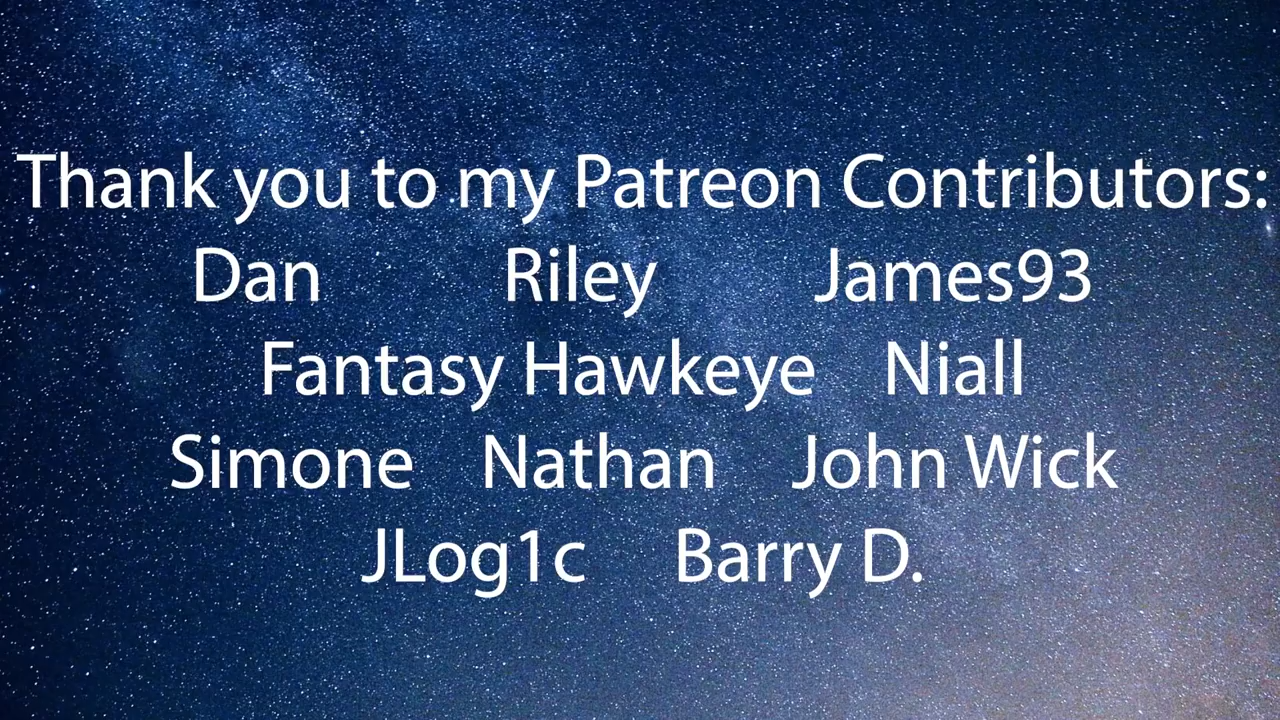 Thank you to my Patreon Contributors:
Dan Riley James93
Fantasy Hawkeye Niall
Simone Nathan John Wick
JLog1c Barry D.